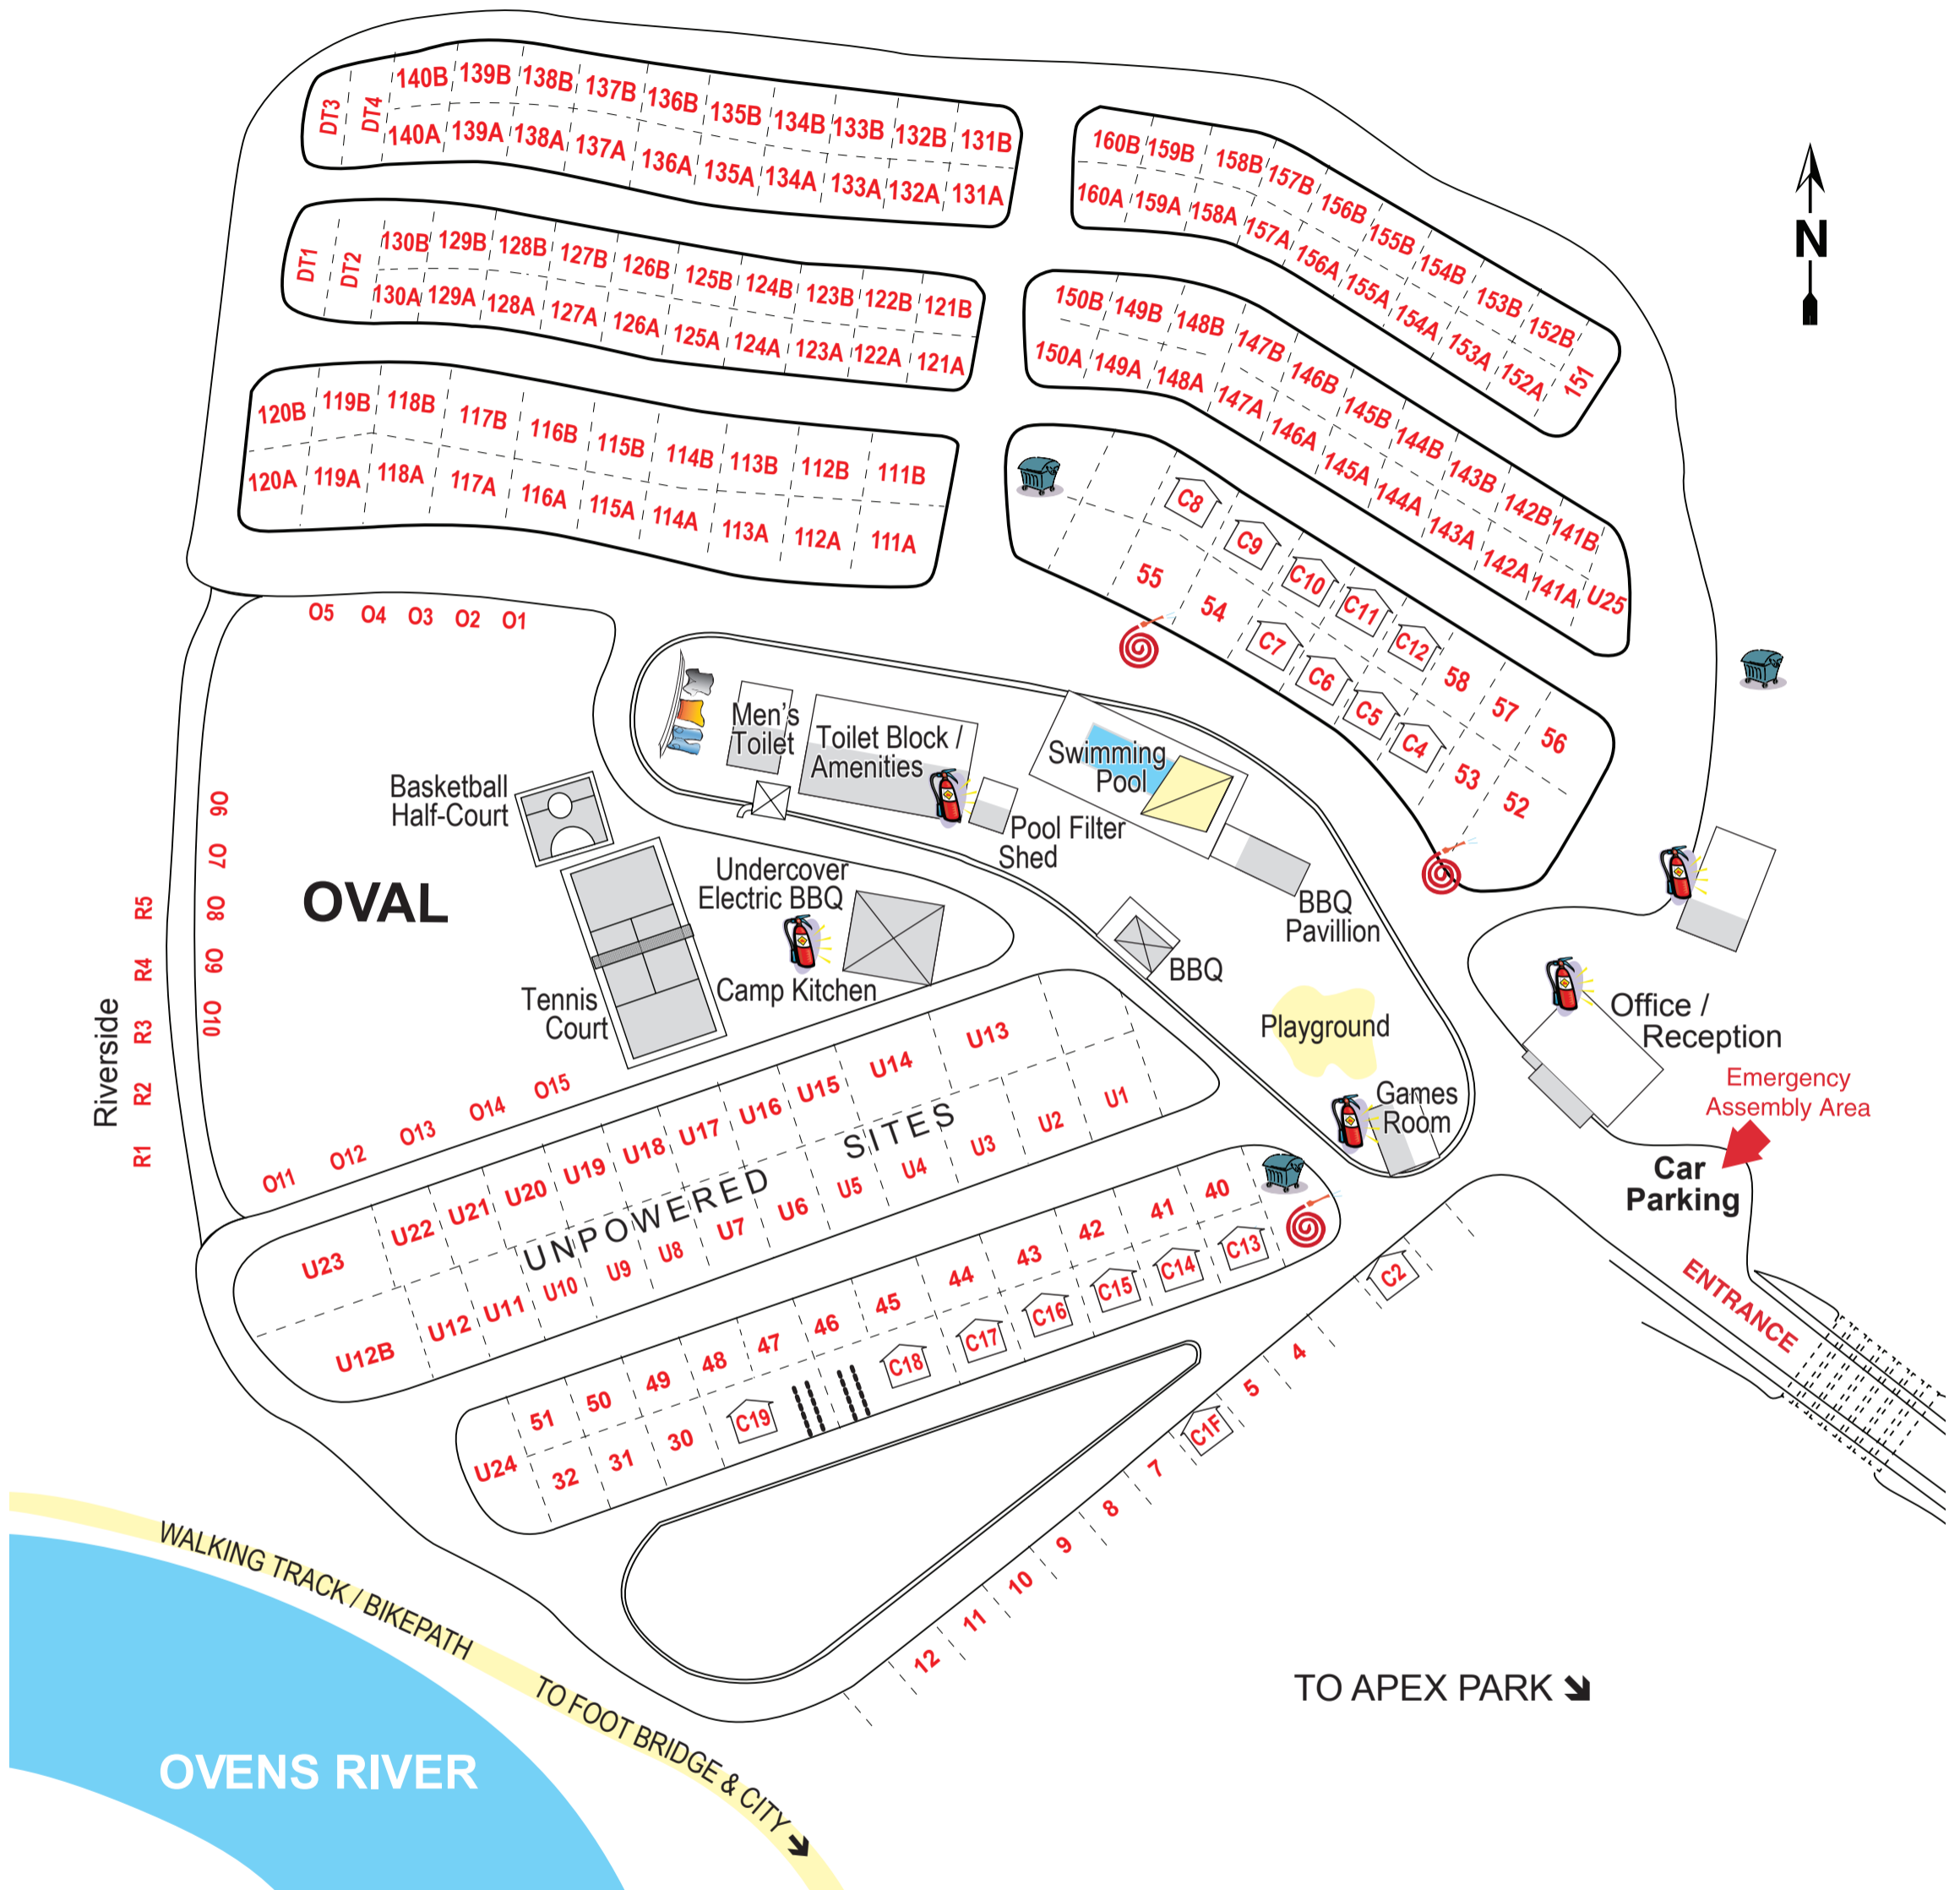 DT3
DT4
140B 139B 138B 137B 136B 135B 134B 133B 132B 131B
140A 139A 138A 137A 136A 135A 134A 133A 132A 131A
160B 159B 158B 157B 156B 155B 154B 153B 152B
160A 159A 158A 157A 156A 155A 154A 153A 152A 151
N
DT1
DT2
130B 129B 128B 127B 126B 125B 124B 123B 122B 121B
130A 129A 128A 127A 126A 125A 124A 123A 122A 121A
150B 149B 148B 147B 146B 145B 144B 143B 142B 141B
150A 149A 148A 147A 146A 145A 144A 143A 142A 141A U25
120B 119B 118B 117B 116B 115B 114B 113B 112B 111B
120A 119A 118A 117A 116A 115A 114A 113A 112A 111A
C8 C9 C10 C11 C12 58 57 56
55 54 C7 C6 C5 C4 53 52
O5 O4 O3 O2 O1
Men's
Toilet
Toilet Block /
Amenities
Swimming
Pool
Pool Filter
Shed
Basketball
Half-Court
Undercover
Electric BBQ
Camp Kitchen
BBQ
Pavillion
BBQ
OVAL
Tennis
Court
O6
O7
O8
O9
O10
R5
R4
R3
R2
R1
Riverside
Playground
Games
Room
Office /
Reception
Emergency
Assembly Area
Car
Parking
ENTRANCE
O11 O12 O13 O14 O15
U23 U22 U21 U20 U19 U18 U17 U16 U15 U14 U13
UNPOWERED SITES
U12B U12 U11 U10 U9 U8 U7 U6 U5 U4 U3 U2 U1
51 50 49 48 47 46 45 44 43 42 41 40
U24 32 31 30 C19 C18 C17 C16 C15 C14 C13
C2
4
5
C1F
7
8
9
10
11
12
WALKING TRACK / BIKEPATH
TO FOOT BRIDGE & CITY
OVENS RIVER
TO APEX PARK